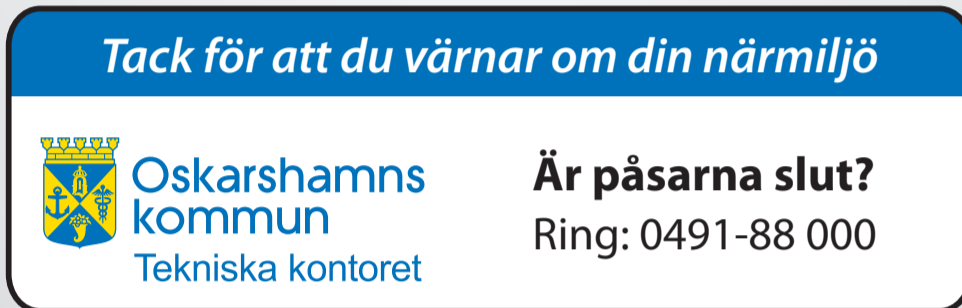 Tack för att du värnar om din närmiljö
Oskarshamns
kommun
Tekniska kontoret
Är påsarna slut?
Ring: 0491-88 000